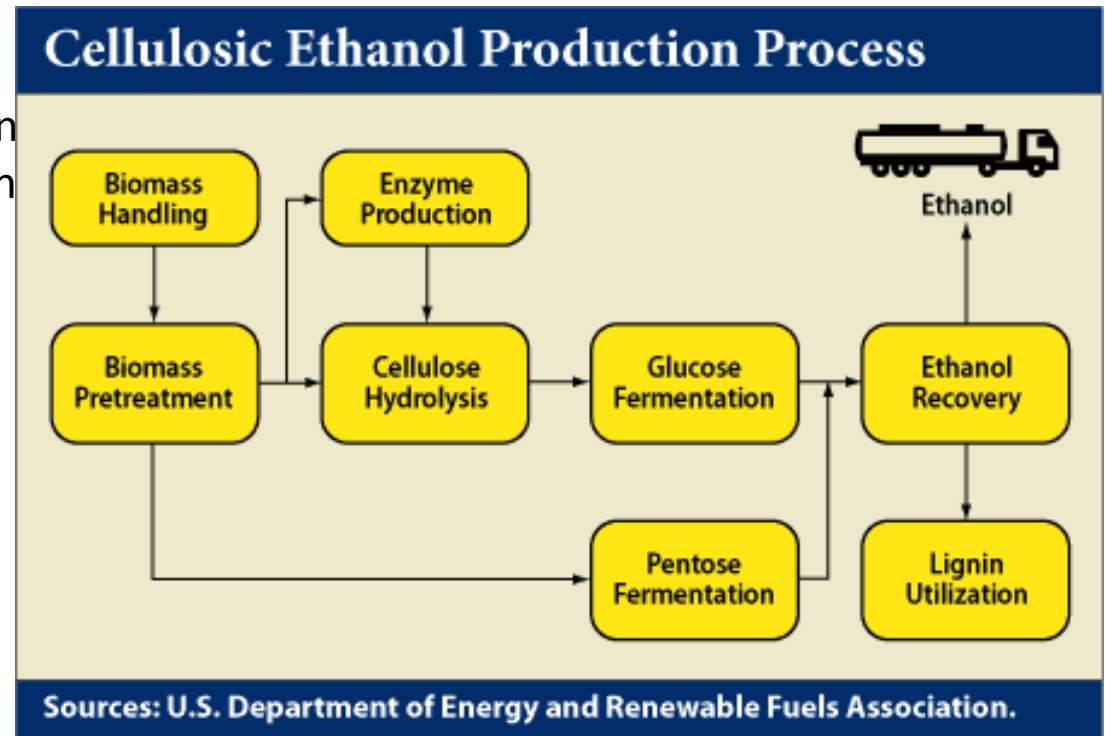 Cellulosic Ethanol Production Process
n
n
Biomass
Handling
Enzyme
Production
Ethanol
Biomass
Pretreatment
Cellulose
Hydrolysis
Glucose
Fermentation
Ethanol
Recovery
Pentose
Fermentation
Lignin
Utilization
Sources: U.S. Department of Energy and Renewable Fuels Association.